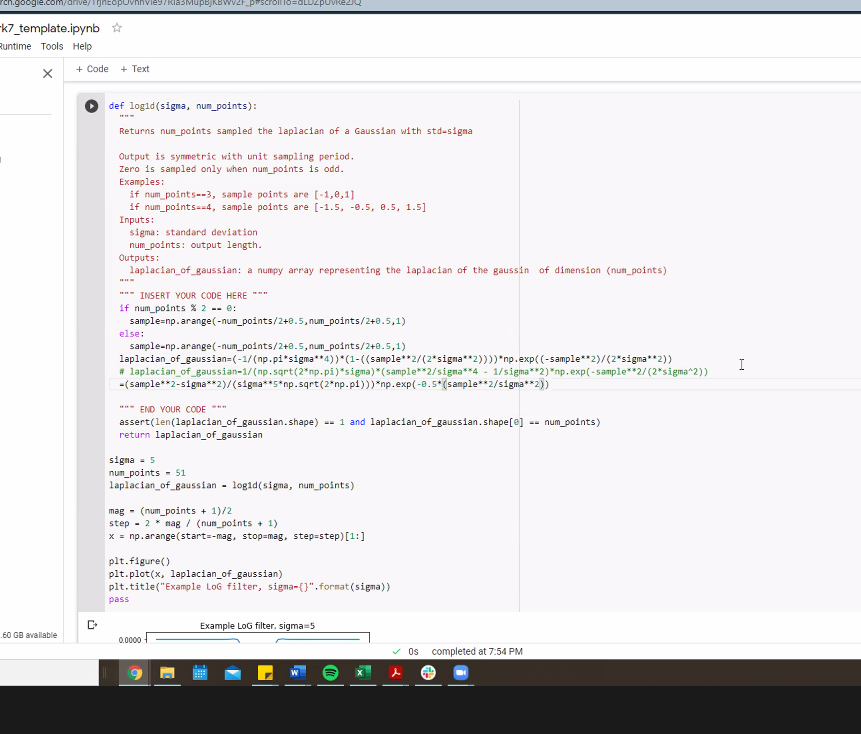 rk7_template.ipynb
Runtime Tools Help
+ Code + Text
def log1d(sigma, num_points):
"""
Returns num_points sampled the laplacian of a Gaussian with std=sigma
Output is symmetric with unit sampling period.
Zero is sampled only when num_points is odd.
Examples:
if num_points==3, sample points are [-1,0,1]
if num_points==4, sample points are [-1.5, -0.5, 0.5, 1.5]
Inputs:
sigma: standard deviation
num_points: output length.
Outputs:
laplacian_of_gaussian: a numpy array representing the laplacian of the gaussin of dimension (num_points)
"""
""" INSERT YOUR CODE HERE """
if num_points % 2 == 0:
sample=np.arange(-num_points/2+0.5,num_points/2+0.5,1)
else:
sample=np.arange(-num_points/2+0.5,num_points/2+0.5,1)
laplacian_of_gaussian=(-1/(np.pi*sigma**4))*(1-((sample**2/(2*sigma**2))))*np.exp((-sample**2)/(2*sigma**2))
# laplacian_of_gaussian=1/(np.sqrt(2*np.pi)*sigma)*(sample**2/sigma**4 - 1/sigma**2)*np.exp(-sample**2/(2*sigma^2))
=(sample**2-sigma**2)/(sigma**5*np.sqrt(2*np.pi)))*np.exp(-0.5*(sample**2/sigma**2))
""" END YOUR CODE """
assert(len(laplacian_of_gaussian.shape) == 1 and laplacian_of_gaussian.shape[0] == num_points)
return laplacian_of_gaussian
sigma = 5
num_points = 51
laplacian_of_gaussian = log1d(sigma, num_points)
mag = (num_points + 1)/2
step = 2 * mag / (num_points + 1)
x = np.arange(start=-mag, stop=mag, step=step)[1:]
plt.figure()
plt.plot(x, laplacian_of_gaussian)
plt.title("Example LoG filter, sigma={}".format(sigma))
pass
Example LoG filter, sigma=5
0.0000
.60 GB available
0s completed at 7:54 PM